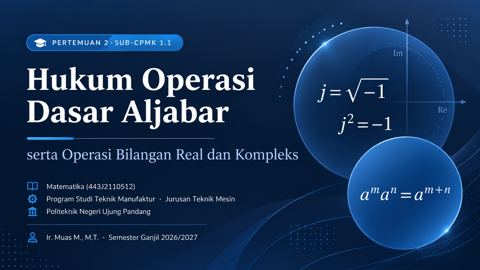 PERTEMUAN 2 · SUB-CPMK 1.1
Hukum Operasi
Dasar Aljabar
serta Operasi Bilangan Real dan Kompleks
Matematika (443J2110512)
Program Studi Teknik Manufaktur · Jurusan Teknik Mesin
Politeknik Negeri Ujung Pandang
Ir. Muas M., M.T. · Semester Ganjil 2026/2027
Im
Re
j = √−1
j² = −1
aᵐaⁿ = aᵐ⁺ⁿ